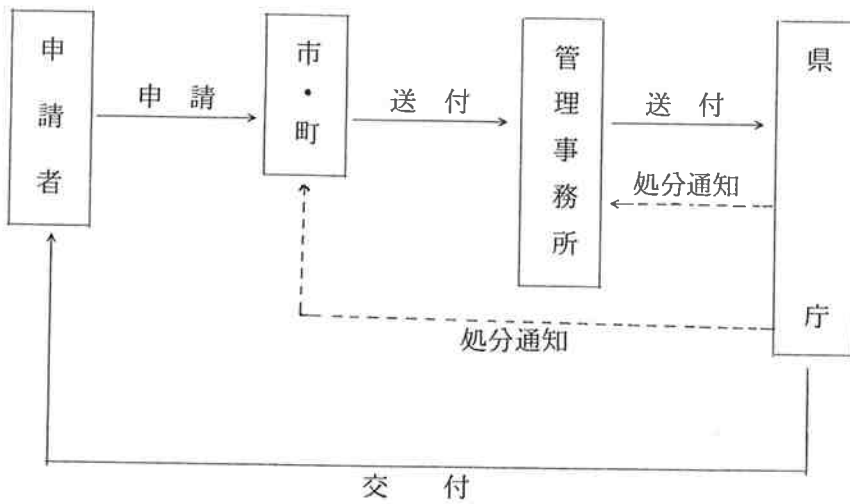 申請者
申　請
市・町
送　付
管理事務所
送　付
県庁
処分通知
処分通知
交　付